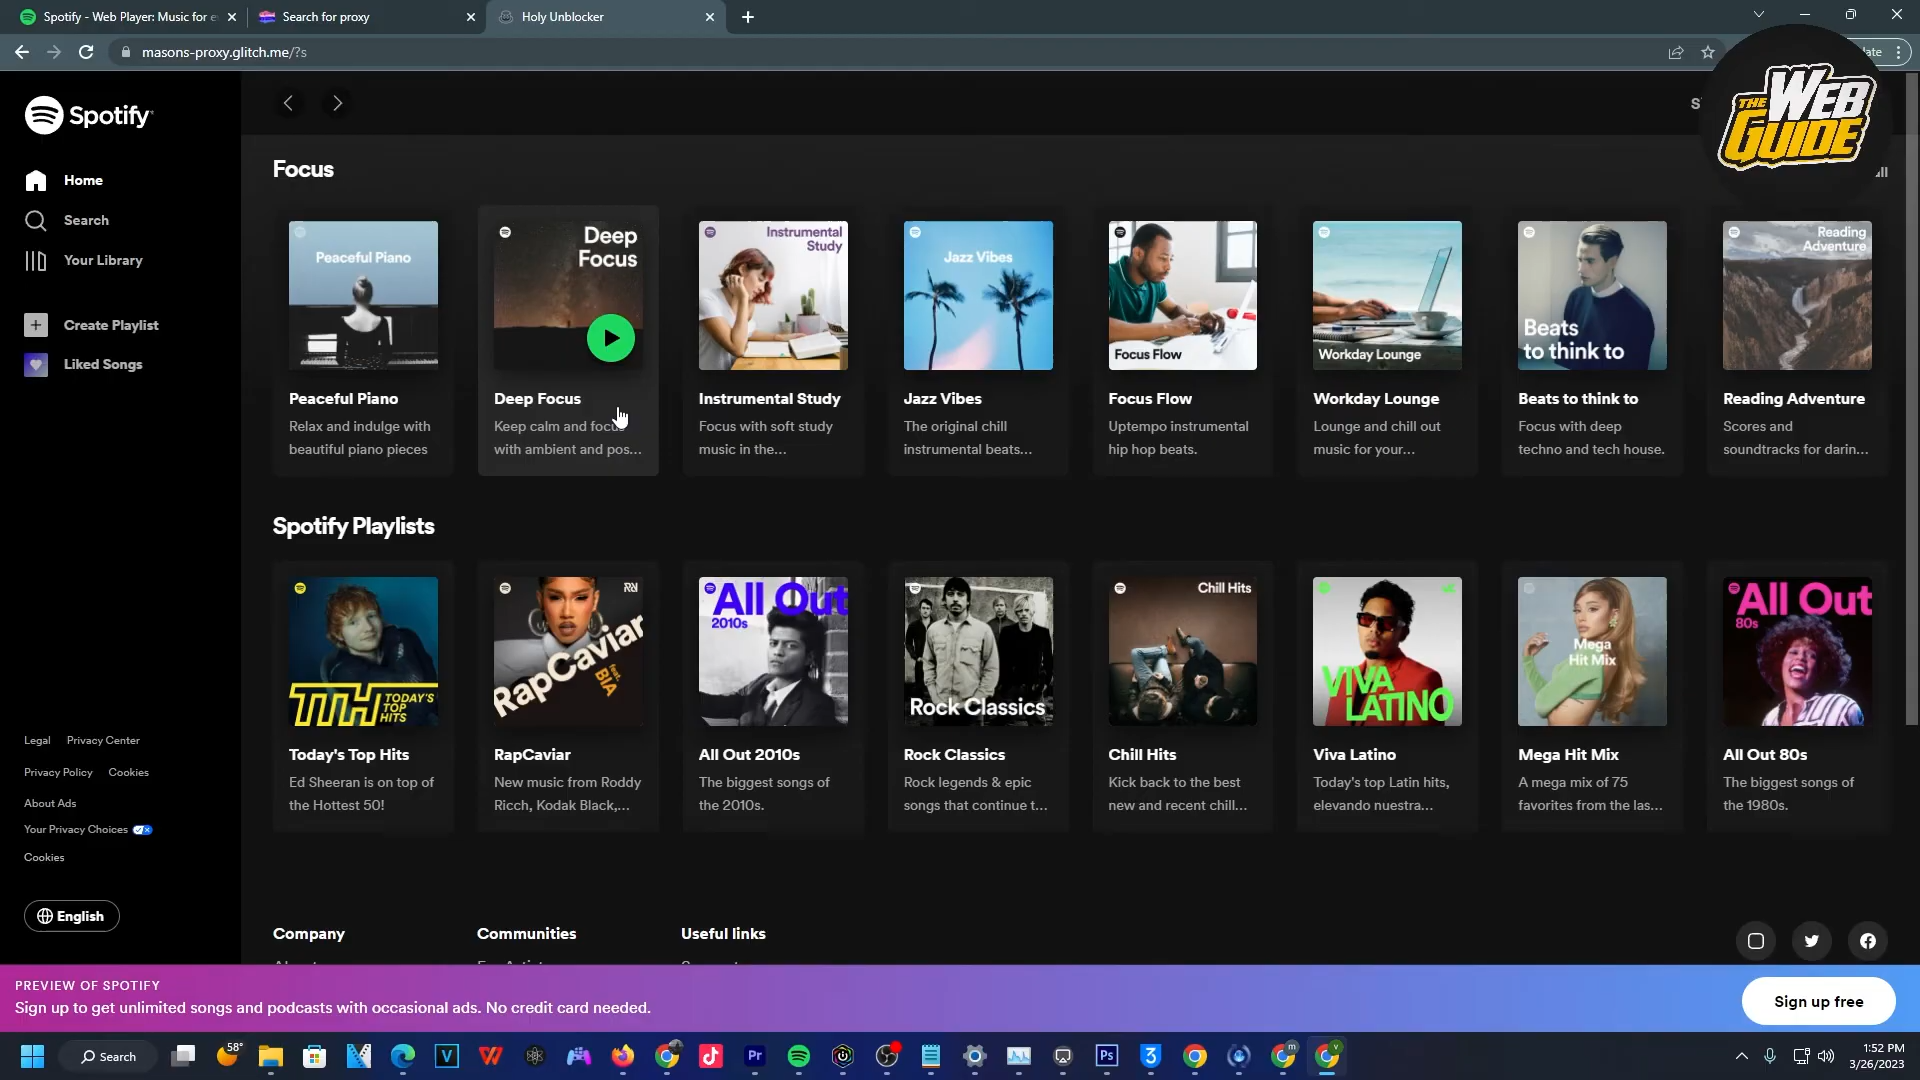 Spotify - Web Player: Music for e
Search for proxy
Holy Unblocker
masons-proxy.glitch.me/?s
THE WEB GUIDE
Spotify
Home
Search
Your Library
Create Playlist
Liked Songs
Focus
Peaceful Piano
Deep Focus
Instrumental Study
Jazz Vibes
Focus Flow
Workday Lounge
Beats to think to
Reading Adventure
Peaceful Piano
Relax and indulge with
beautiful piano pieces
Deep Focus
Keep calm and focus
with ambient and pos...
Instrumental Study
Focus with soft study
music in the...
Jazz Vibes
The original chill
instrumental beats...
Focus Flow
Uptempo instrumental
hip hop beats.
Workday Lounge
Lounge and chill out
music for your...
Beats to think to
Focus with deep
techno and tech house.
Reading Adventure
Scores and
soundtracks for darin...
Spotify Playlists
TTH TODAY'S TOP HITS
RapCaviar feat. BIA
All Out 2010s
Rock Classics
Chill Hits
VIVA LATINO
Mega Hit Mix
All Out 80s
Today's Top Hits
Ed Sheeran is on top of
the Hottest 50!
RapCaviar
New music from Roddy
Ricch, Kodak Black,...
All Out 2010s
The biggest songs of
the 2010s.
Rock Classics
Rock legends & epic
songs that continue t...
Chill Hits
Kick back to the best
new and recent chill...
Viva Latino
Today's top Latin hits,
elevando nuestra...
Mega Hit Mix
A mega mix of 75
favorites from the las...
All Out 80s
The biggest songs of
the 1980s.
Legal Privacy Center
Privacy Policy Cookies
About Ads
Your Privacy Choices
Cookies
English
Company
Communities
Useful links
PREVIEW OF SPOTIFY
Sign up to get unlimited songs and podcasts with occasional ads. No credit card needed.
Sign up free
58°
Search
1:52 PM
3/26/2023